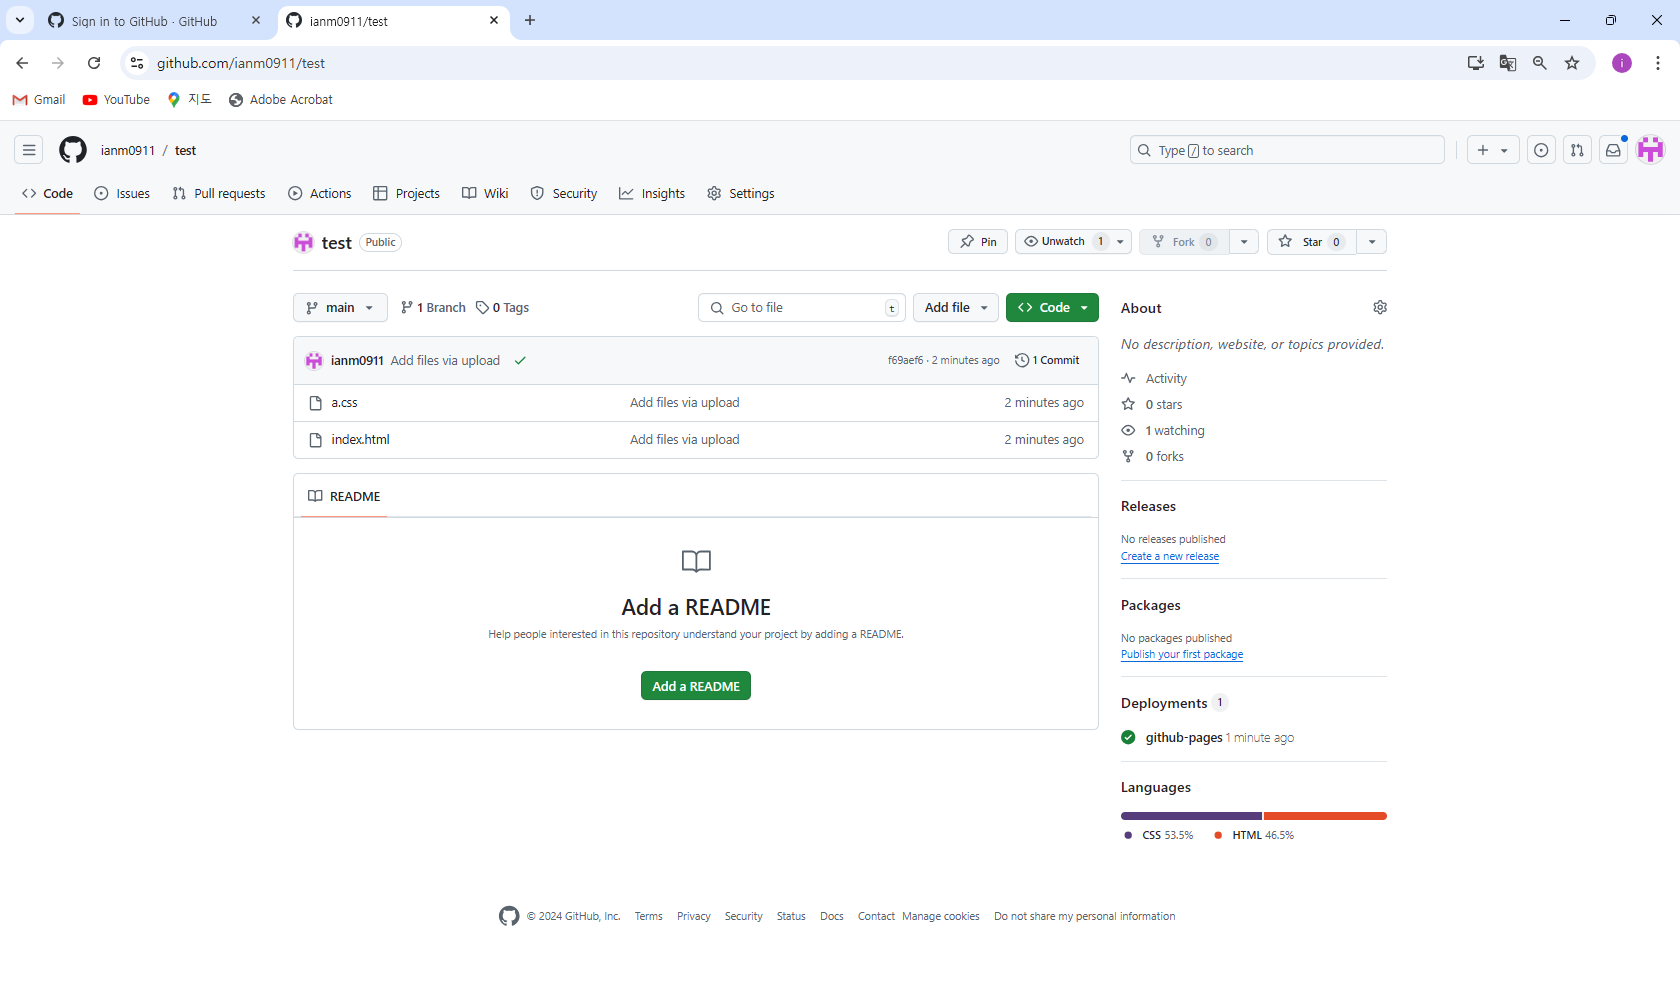 Sign in to GitHub · GitHub
ianm0911/test
github.com/ianm0911/test
Gmail YouTube 지도 Adobe Acrobat
ianm0911 / test
Type / to search
Code Issues Pull requests Actions Projects Wiki Security Insights Settings
test Public
Pin Unwatch 1 Fork 0 Star 0
main 1 Branch 0 Tags Go to file t Add file Code
ianm0911 Add files via upload f69aef6 · 2 minutes ago 1 Commit
a.css Add files via upload 2 minutes ago
index.html Add files via upload 2 minutes ago
README
Add a README
Help people interested in this repository understand your project by adding a README.
Add a README
About
No description, website, or topics provided.
Activity
0 stars
1 watching
0 forks
Releases
No releases published
Create a new release
Packages
No packages published
Publish your first package
Deployments 1
github-pages 1 minute ago
Languages
CSS 53.5% HTML 46.5%
© 2024 GitHub, Inc. Terms Privacy Security Status Docs Contact Manage cookies Do not share my personal information